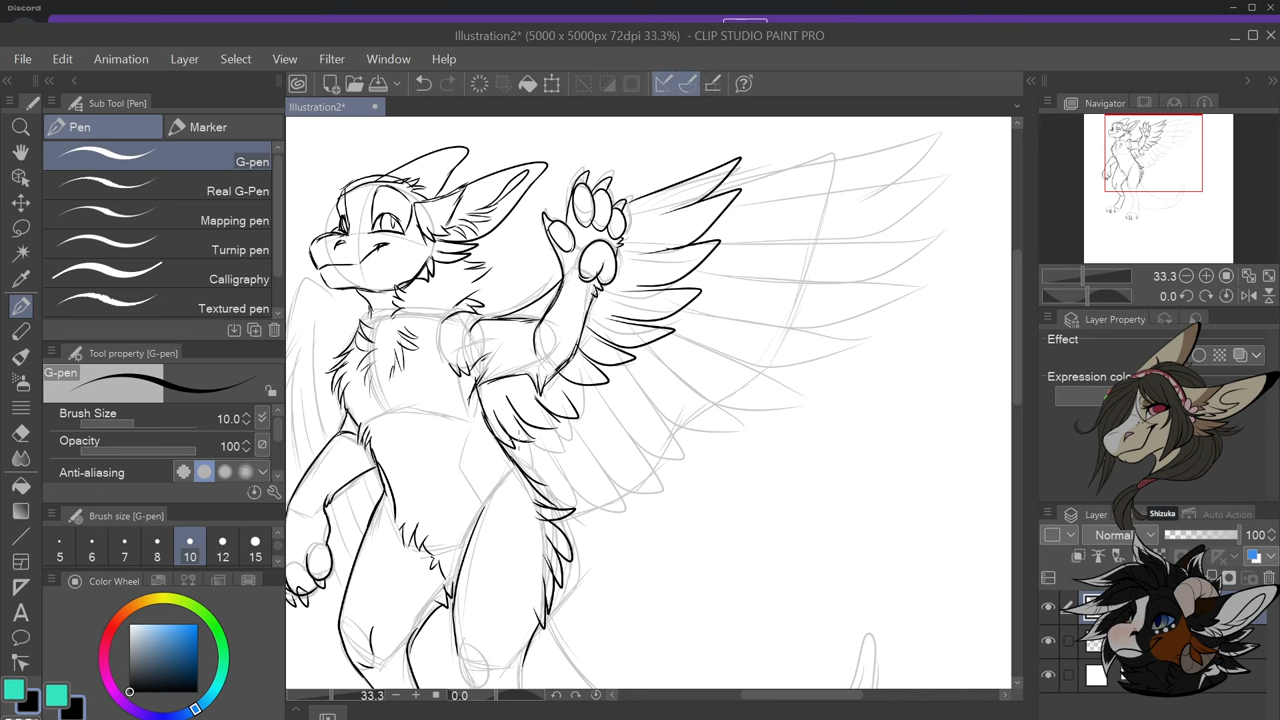 Discord
Illustration2* (5000 x 5000px 72dpi 33.3%) - CLIP STUDIO PAINT PRO
File Edit Animation Layer Select View Filter Window Help
Sub Tool [Pen]
Illustration2*
Navigator
Pen
Marker
G-pen
Real G-Pen
Mapping pen
Turnip pen
Calligraphy
Textured pen
33.3
0.0
Layer Property
Effect
Expression colo
Tool property [G-pen]
G-pen
Brush Size 10.0
Opacity 100
Anti-aliasing
Brush size [G-pen]
5 6 7 8 10 12 15
Color Wheel
Shizuka
Layer
Auto Action
Normal
100
33.3
0.0